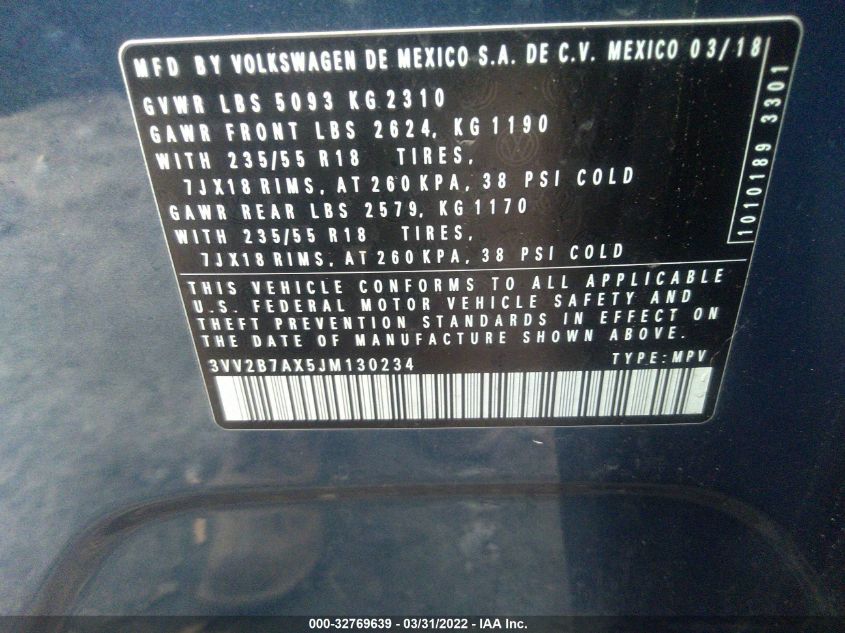 MFD BY VOLKSWAGEN DE MEXICO S.A. DE C.V. MEXICO 03/18
GVWR LBS 5093 KG 2310
GAWR FRONT LBS 2624, KG 1190
WITH 235/55 R18 TIRES,
7JX18 RIMS, AT 260 KPA, 38 PSI COLD
GAWR REAR LBS 2579, KG 1170
WITH 235/55 R18 TIRES,
7JX18 RIMS, AT 260 KPA, 38 PSI COLD
1010189 3301
THIS VEHICLE CONFORMS TO ALL APPLICABLE
U.S. FEDERAL MOTOR VEHICLE SAFETY AND
THEFT PREVENTION STANDARDS IN EFFECT ON
THE DATE OF MANUFACTURE SHOWN ABOVE.
3VV2B7AX5JM130234 TYPE: MPV
000-32769639 - 03/31/2022 - IAA Inc.